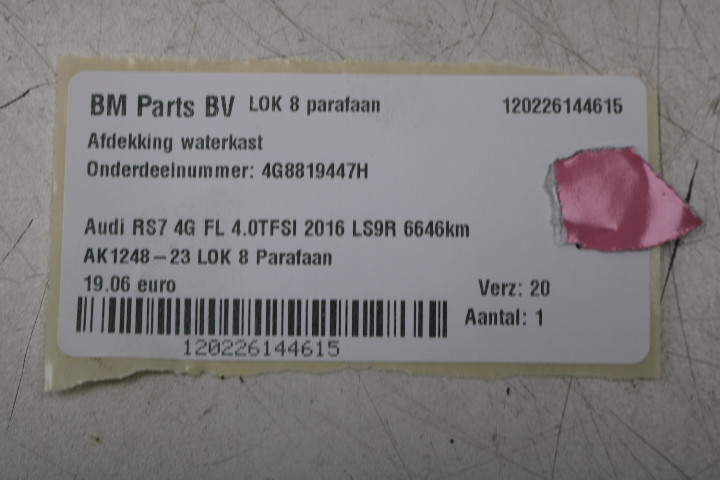 BM Parts BV LOK 8 parafaan 120226144615
Afdekking waterkast
Onderdeelnummer: 4G8819447H
Audi RS7 4G FL 4.0TFSI 2016 LS9R 6646km
AK1248-23 LOK 8 Parafaan
19.06 euro Verz: 20
Aantal: 1
120226144615